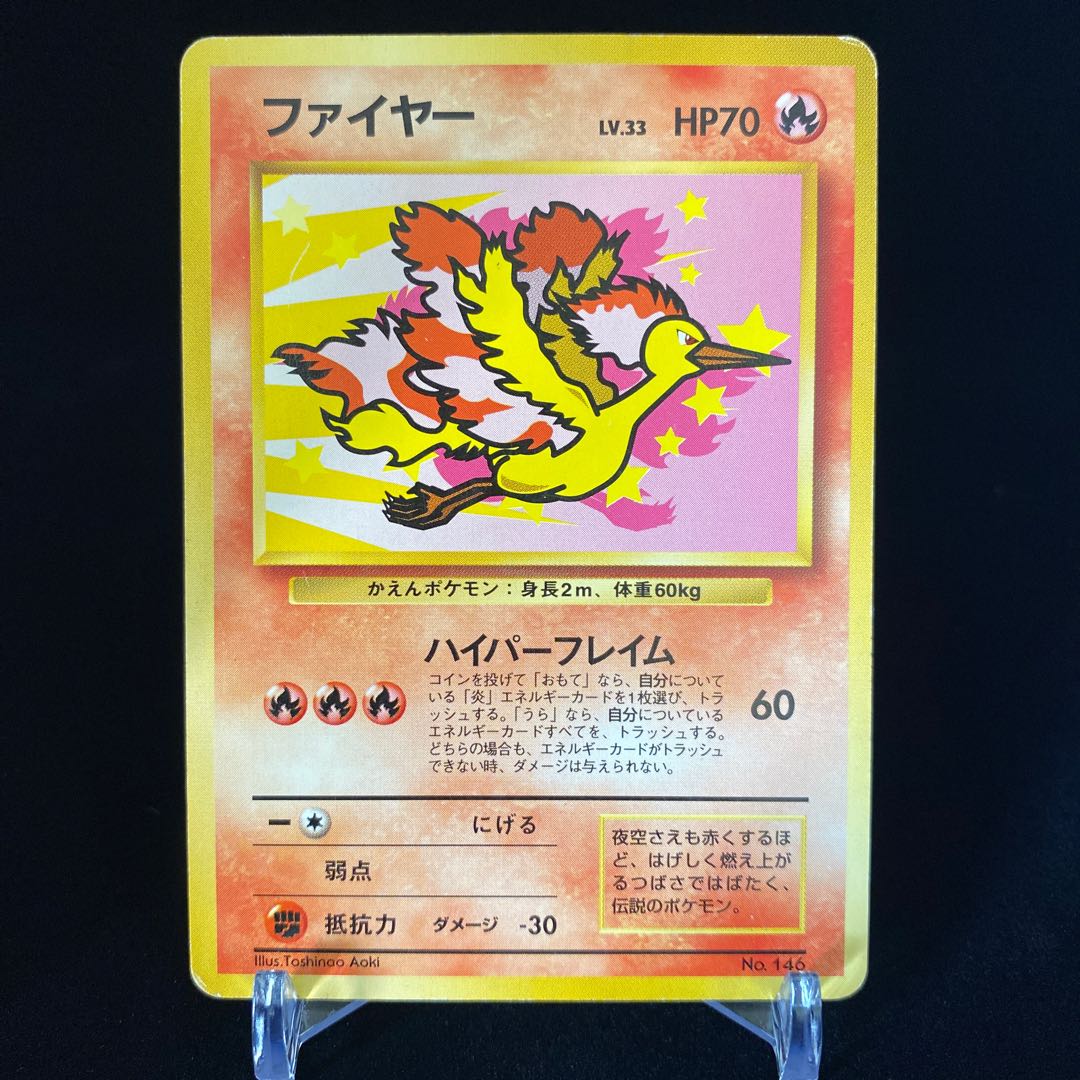 ファイヤー LV.33 HP70
かえんポケモン：身長2m、体重60kg
ハイパーフレイム
コインを投げて「おもて」なら、自分について
いる「炎」エネルギーカードを1枚選び、トラ
ッシュする。「うら」なら、自分についている
エネルギーカードすべてを、トラッシュする。
どちらの場合も、エネルギーカードがトラッシュ
できない時、ダメージは与えられない。
60
にげる
弱点
抵抗力 ダメージ -30
夜空さえも赤くするほ
ど、はげしく燃え上が
るつばさではばたく、
伝説のポケモン。
Illus.Toshinao Aoki
No. 146